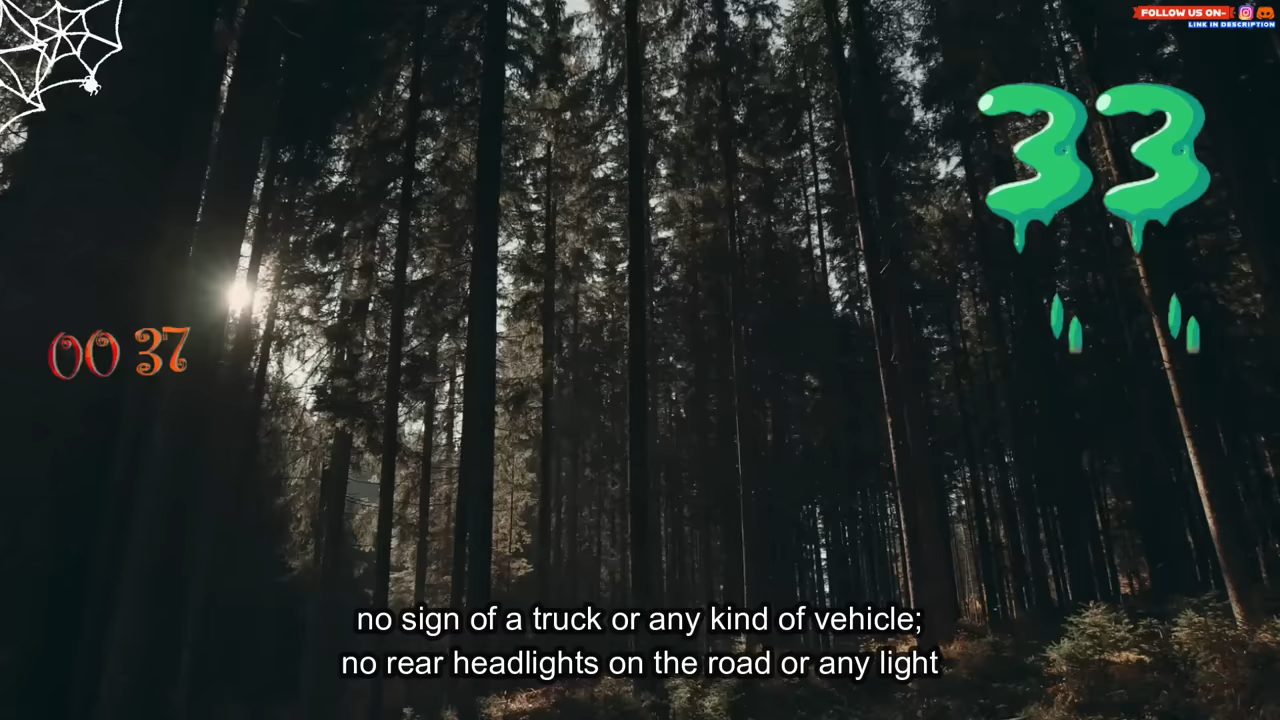 FOLLOW US ON-
LINK IN DESCRIPTION
33
00 37
no sign of a truck or any kind of vehicle;
no rear headlights on the road or any light